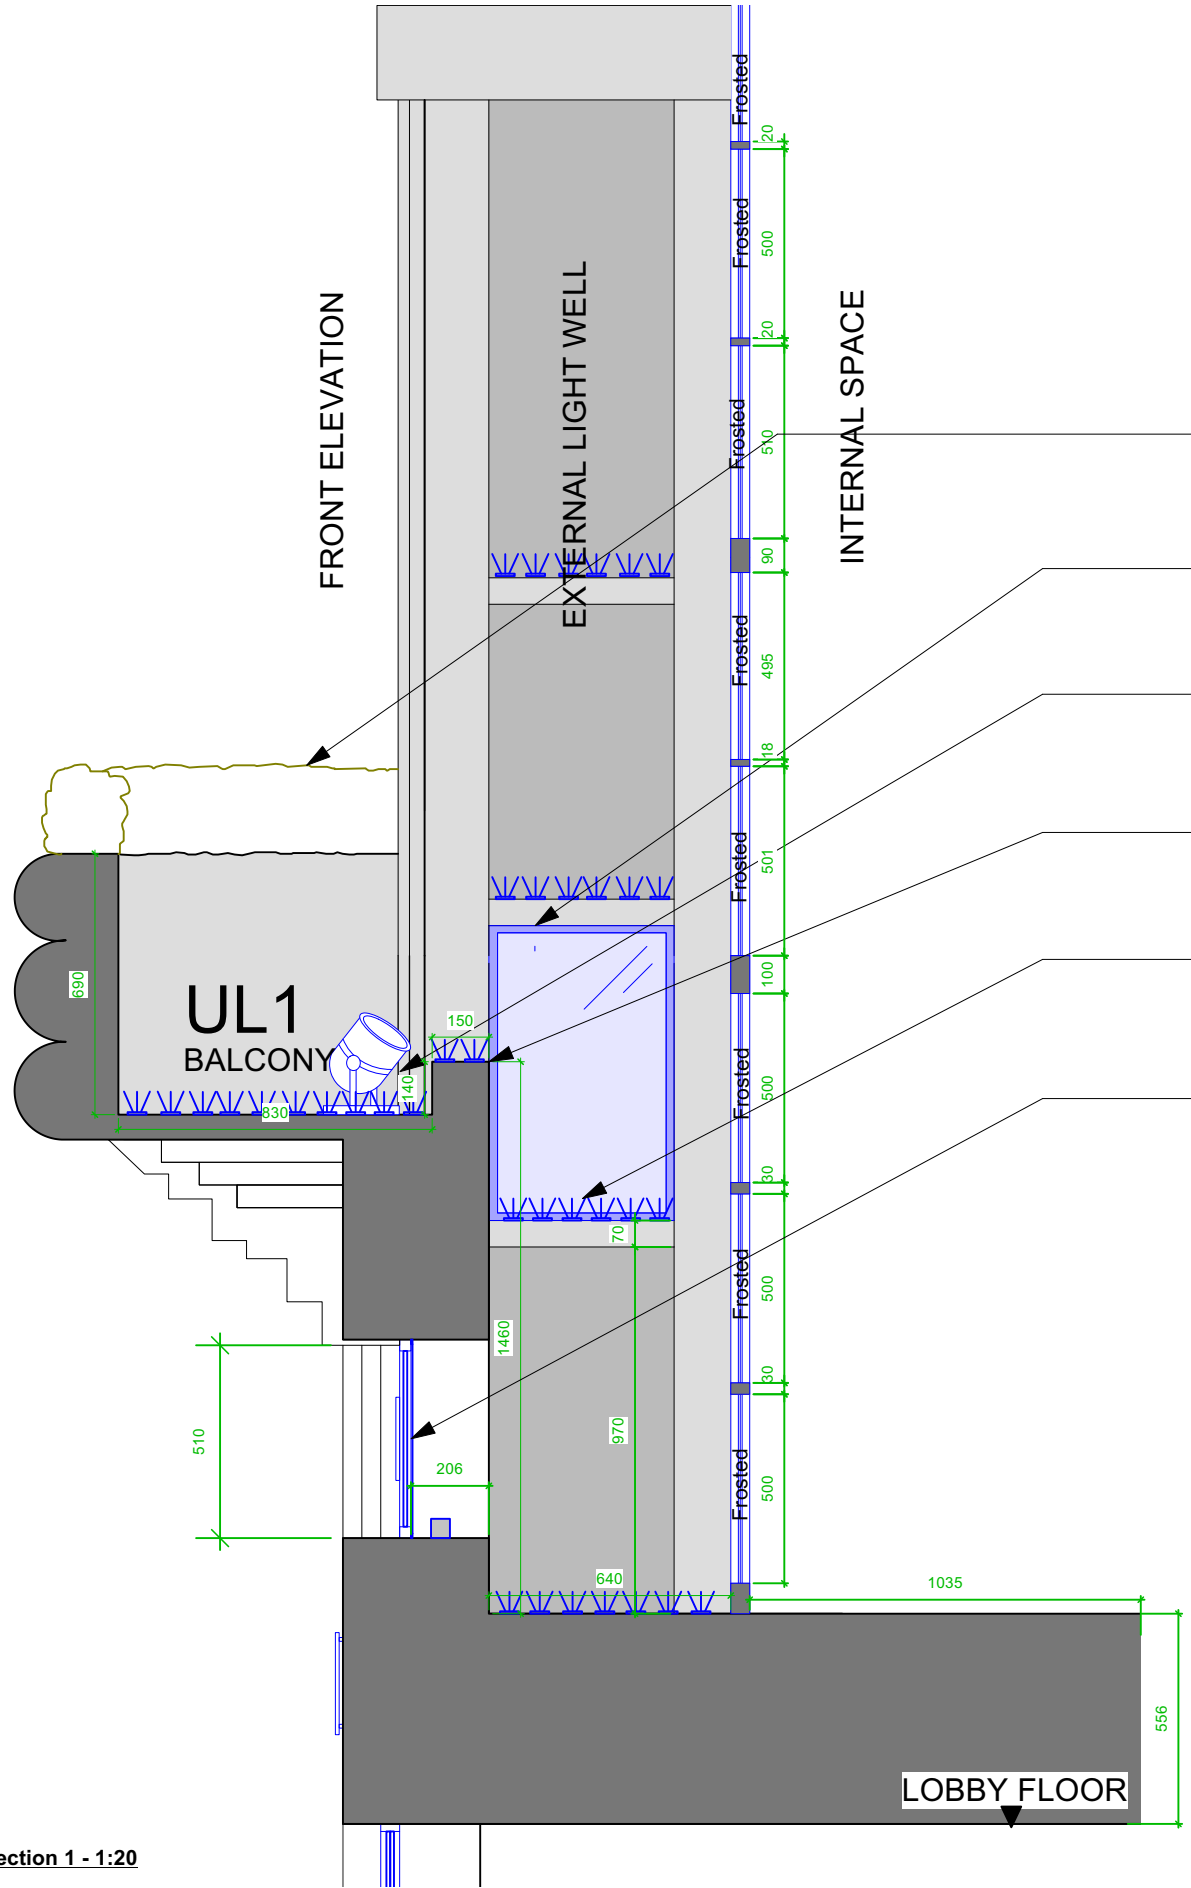 Frosted
20
Frosted
500
FRONT ELEVATION
EXTERNAL LIGHT WELL
INTERNAL SPACE
20
Frosted
510
90
Frosted
495
18
Frosted
501
690
UL1
BALCONY
830
140
150
100
Frosted
500
30
70
Frosted
500
1460
970
510
206
30
Frosted
500
640
1035
556
LOBBY FLOOR
ection 1 - 1:20